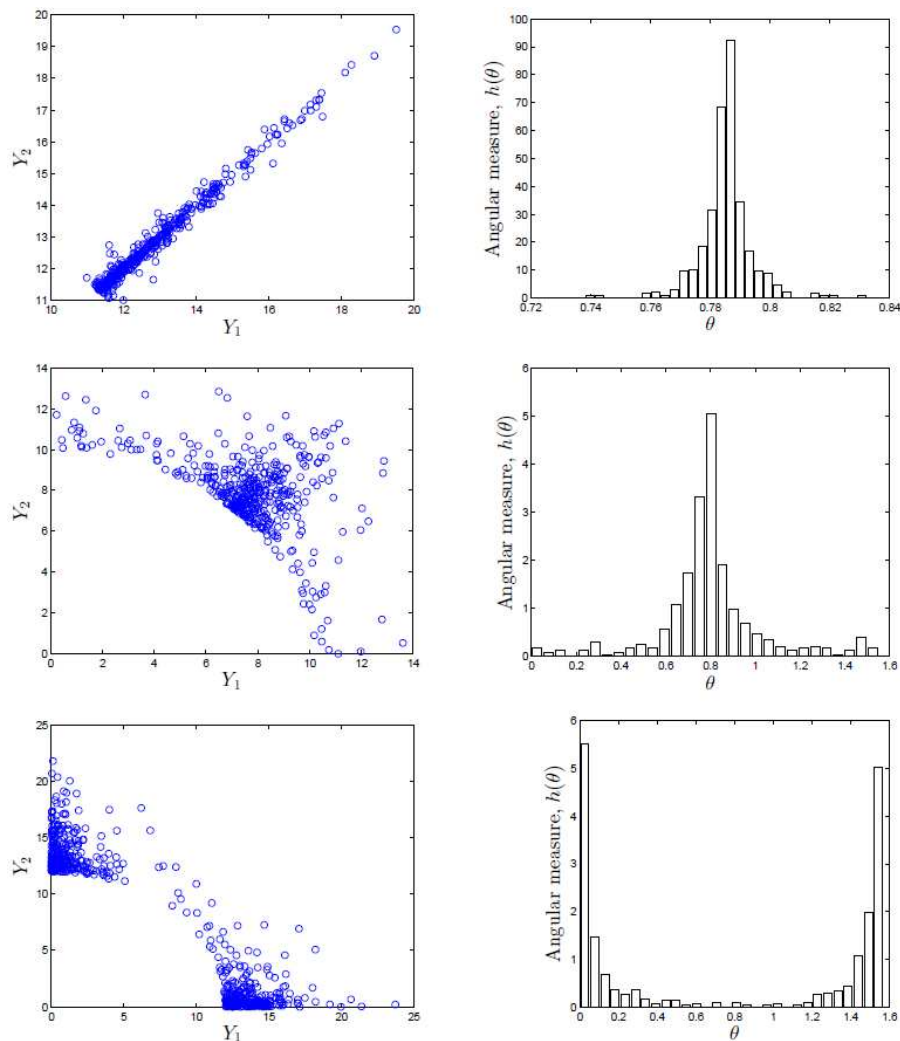 20
19
18
17
16
15
14
13
12
11
Y₂
10 12 14 16 18 20
Y₁
100
90
80
70
60
50
40
30
20
10
0
Angular measure, h(θ)
0.72 0.74 0.76 0.78 0.8 0.82 0.84
θ
14
12
10
8
6
4
2
0
Y₂
0 2 4 6 8 10 12 14
Y₁
6
5
4
3
2
1
0
Angular measure, h(θ)
0 0.2 0.4 0.6 0.8 1 1.2 1.4 1.6
θ
25
20
15
10
5
0
Y₂
0 5 10 15 20 25
Y₁
6
5
4
3
2
1
0
Angular measure, h(θ)
0 0.2 0.4 0.6 0.8 1 1.2 1.4 1.6
θ